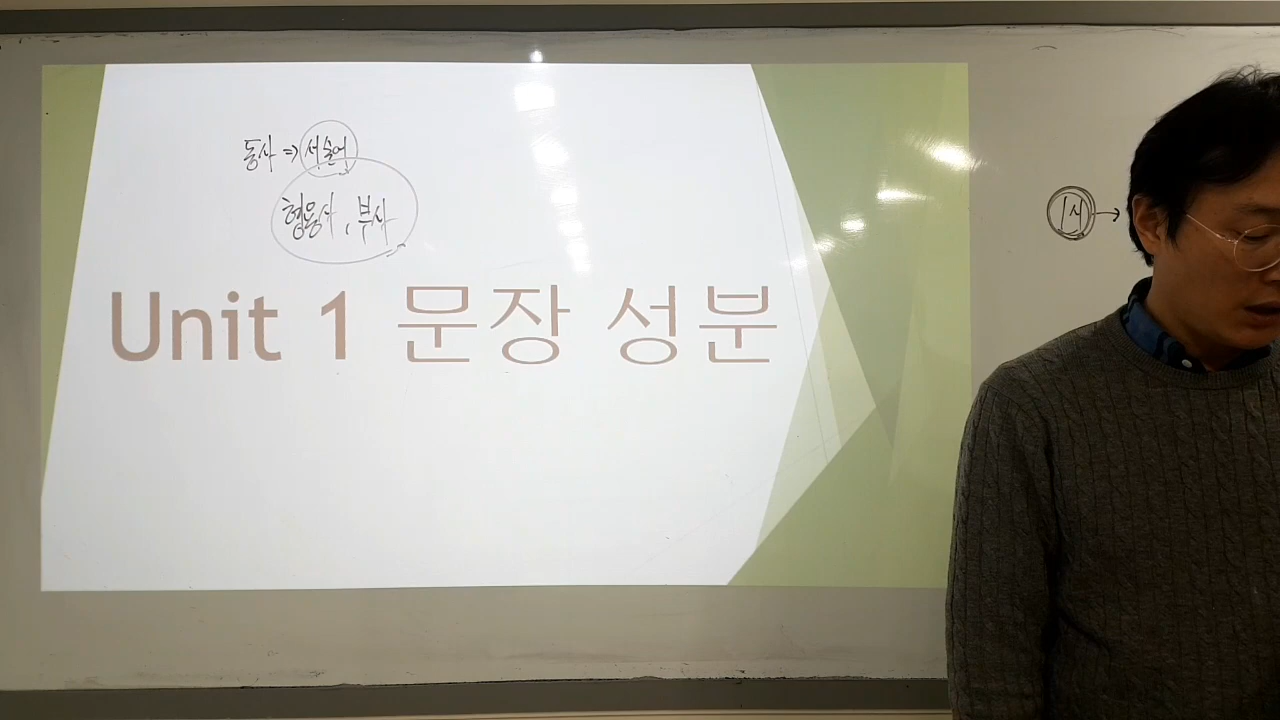 동사 => 서술어
형용사, 부사
Unit 1 문장 성분
1시 →